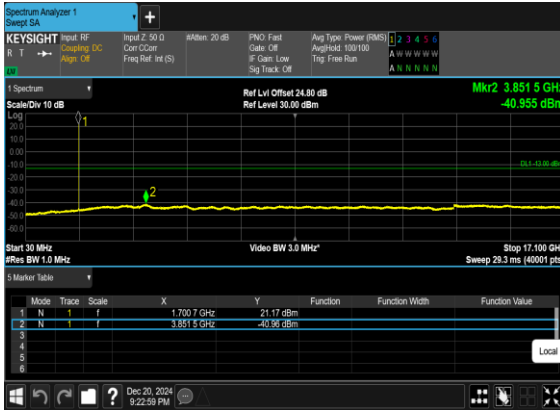 Spectrum Analyzer 1
Swept SA
+
KEYSIGHT Input: RF Input Z: 50 Ω #Atten: 20 dB PNO: Fast Avg Type: Power (RMS) 1 2 3 4 5 6
R T Coupling: DC Corr CCorr Gate: Off Avg|Hold: 100/100 A W W W W W
Align: Off Freq Ref: Int (S) IF Gain: Low Trig: Free Run
Sig Track: Off A N N N N N
1 Spectrum Ref Lvl Offset 24.80 dB Mkr2 3.851 5 GHz
Scale/Div 10 dB Ref Level 30.00 dBm -40.955 dBm
Log
20.0
10.0
0.00
-10.0
-20.0
-30.0
-40.0
-50.0
-60.0
1
2
DL1 -13.00 dBm
Start 30 MHz Video BW 3.0 MHz* Stop 17.100 GHz
#Res BW 1.0 MHz Sweep 29.3 ms (40001 pts)
5 Marker Table
Mode Trace Scale X Y Function Function Width Function Value
1 N 1 f 1.700 7 GHz 21.17 dBm
2 N 1 f 3.851 5 GHz -40.96 dBm
3
4
5
6
Local
? Dec 20, 2024
9:22:59 PM